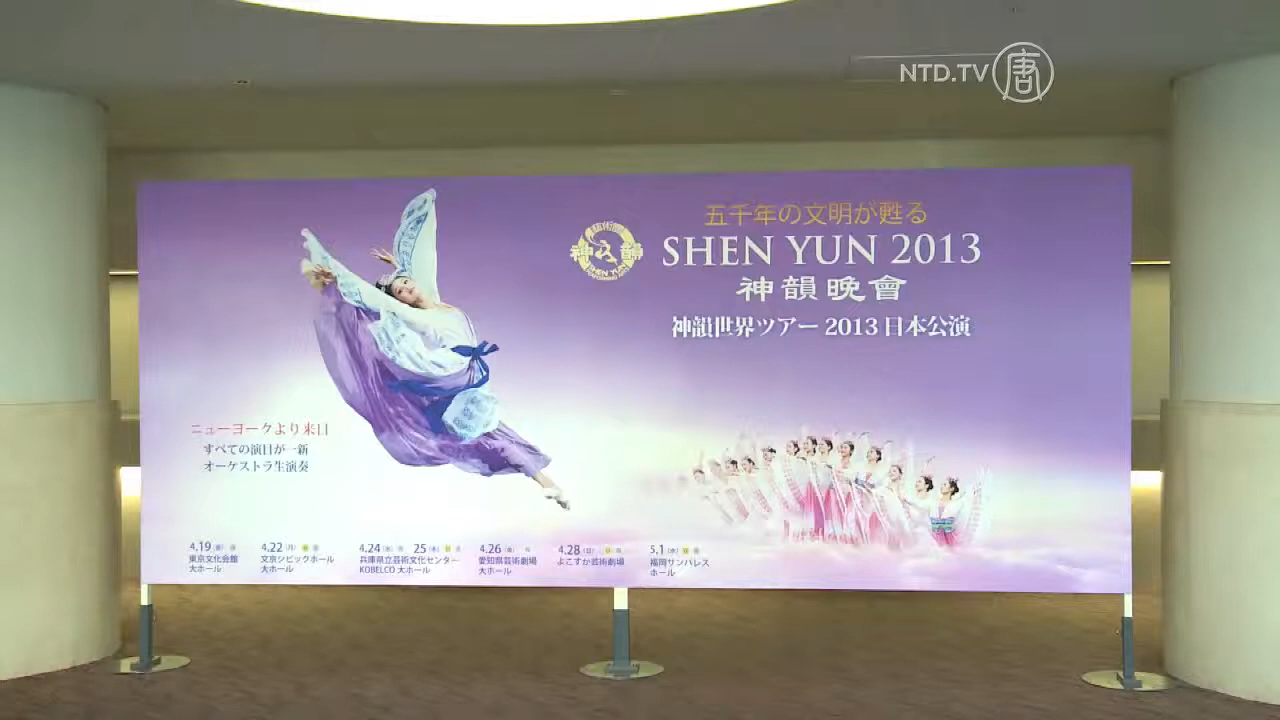 NTD.TV 唐
五千年の文明が甦る
SHEN YUN 2013
神韻晩會
神韻世界ツアー 2013 日本公演
神韻
SHEN YUN
ニューヨークより来日
すべての演目が一新
オーケストラ生演奏
4.19 4.22 4.24 25 4.26 4.28 5.1
東京文化会館 文京シビックホール 兵庫県立芸術文化センター 愛知県芸術劇場 よこすか芸術劇場 福岡サンパレス
大ホール 大ホール KOBELCO 大ホール 大ホール ホール